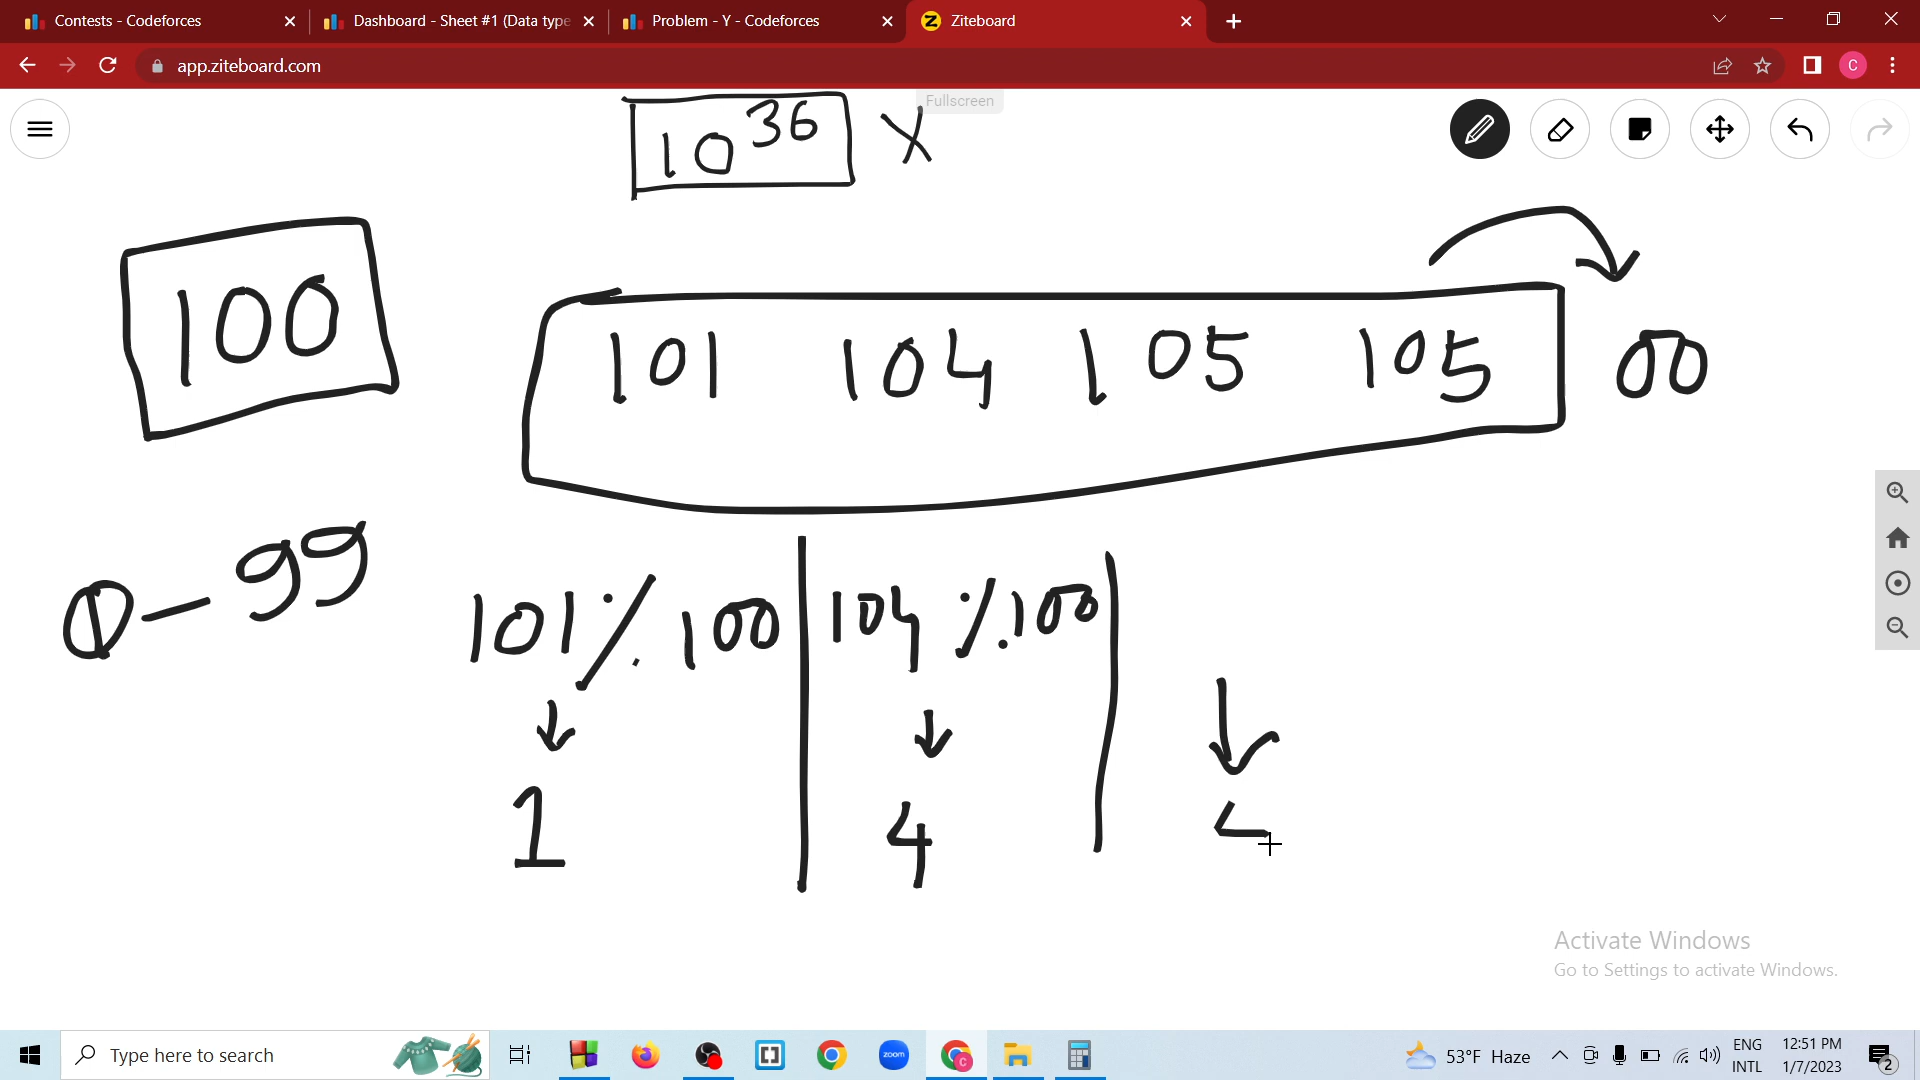 Contests - Codeforces
Dashboard - Sheet #1 (Data type
Problem - Y - Codeforces
Ziteboard
app.ziteboard.com
C
Fullscreen
10^36 X
100
101 104 105 105 00
0 - 99
101 % 100
104 % 100
1
4
Activate Windows
Go to Settings to activate Windows.
Type here to search
zoom
C
53°F Haze
ENG
INTL
12:51 PM
1/7/2023
2